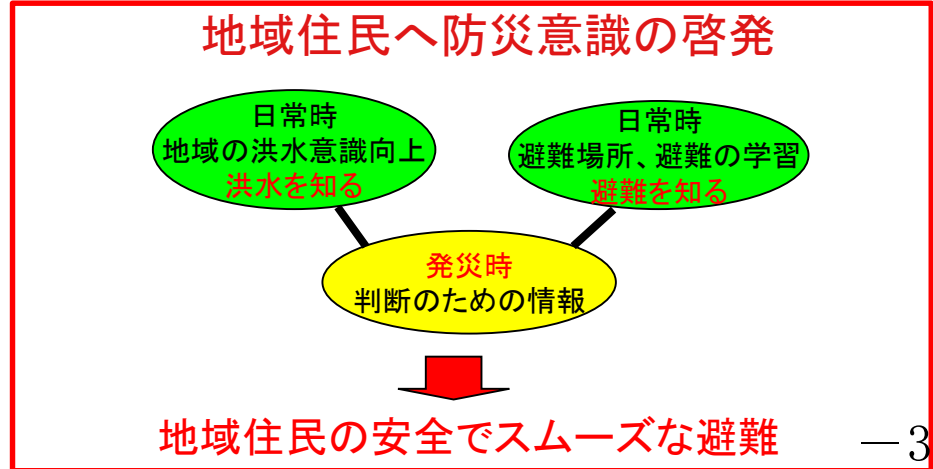 地域住民へ防災意識の啓発
日常時
地域の洪水意識向上
洪水を知る
日常時
避難場所、避難の学習
避難を知る
発災時
判断のための情報
地域住民の安全でスムーズな避難
－3